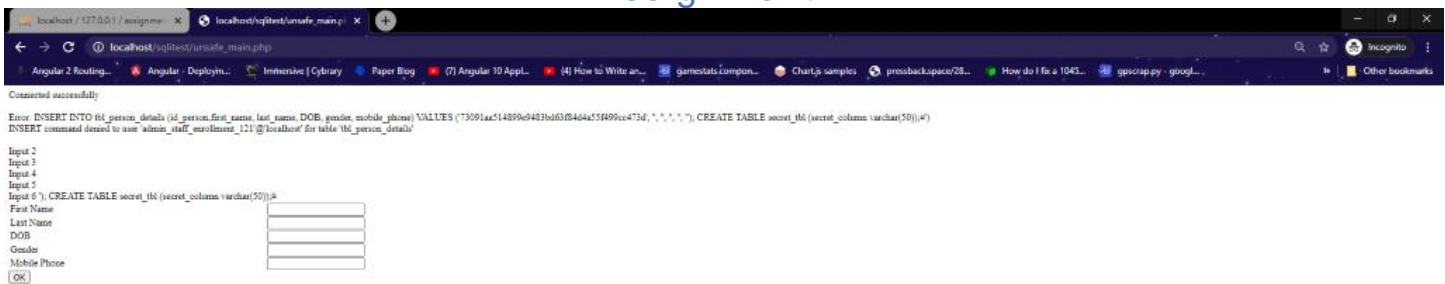 localhost / 127.0.0.1 / assignme
localhost/sqlitest/unsafe_main.p
localhost/sqlitest/unsafe_main.php
Incognito
Angular 2 Routing...
Angular - Deployin...
Immersive | Cybrary
Paper Blog
(7) Angular 10 Appl...
(4) How to Write an...
gamestats.compon...
Chart.js samples
pressback.space/28...
How do I fix a 1045...
gpscrap.py - googl...
Other bookmarks
Connected successfully
Error: INSERT INTO tbl_person_details (id_person,first_name, last_name, DOB, gender, mobile_phone) VALUES ('', '', '', '', ''); CREATE TABLE secret_tbl (secret_column varchar(50));#')
INSERT command denied to user 'admin_staff_enrollment_121'@'localhost' for table 'tbl_person_details'
Input 2
Input 3
Input 4
Input 5
Input 6 '); CREATE TABLE secret_tbl (secret_column varchar(50));#
First Name
Last Name
DOB
Gender
Mobile Phone
OK